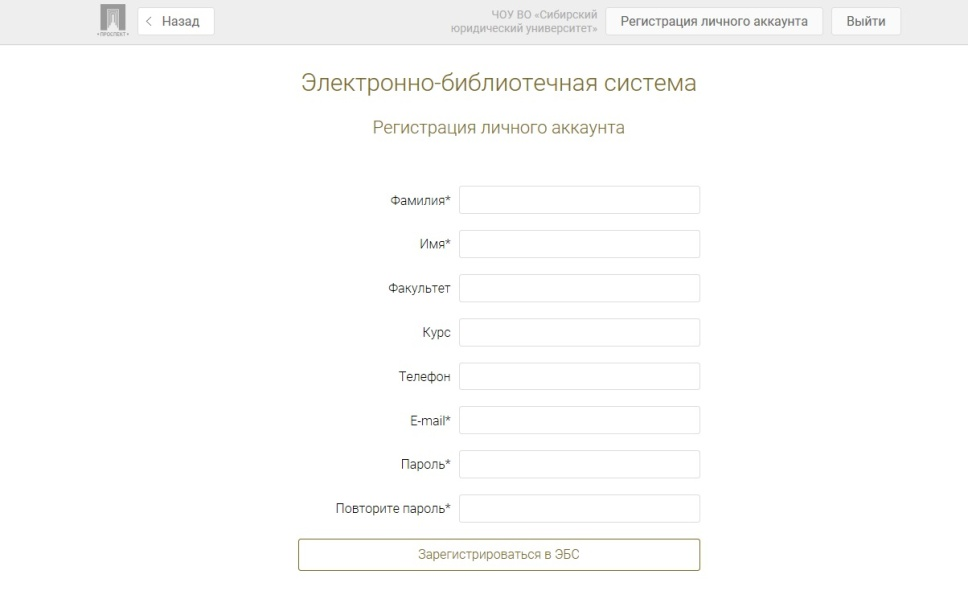 •ПРОСПЕКТ•
Назад
ЧОУ ВО «Сибирский
юридический университет»
Регистрация личного аккаунта
Выйти
Электронно-библиотечная система
Регистрация личного аккаунта
Фамилия*
Имя*
Факультет
Курс
Телефон
E-mail*
Пароль*
Повторите пароль*
Зарегистрироваться в ЭБС